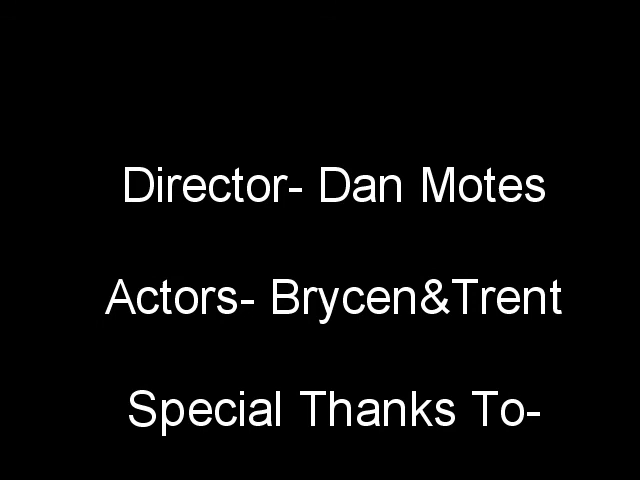 Director- Dan Motes
Actors- Brycen&Trent
Special Thanks To-